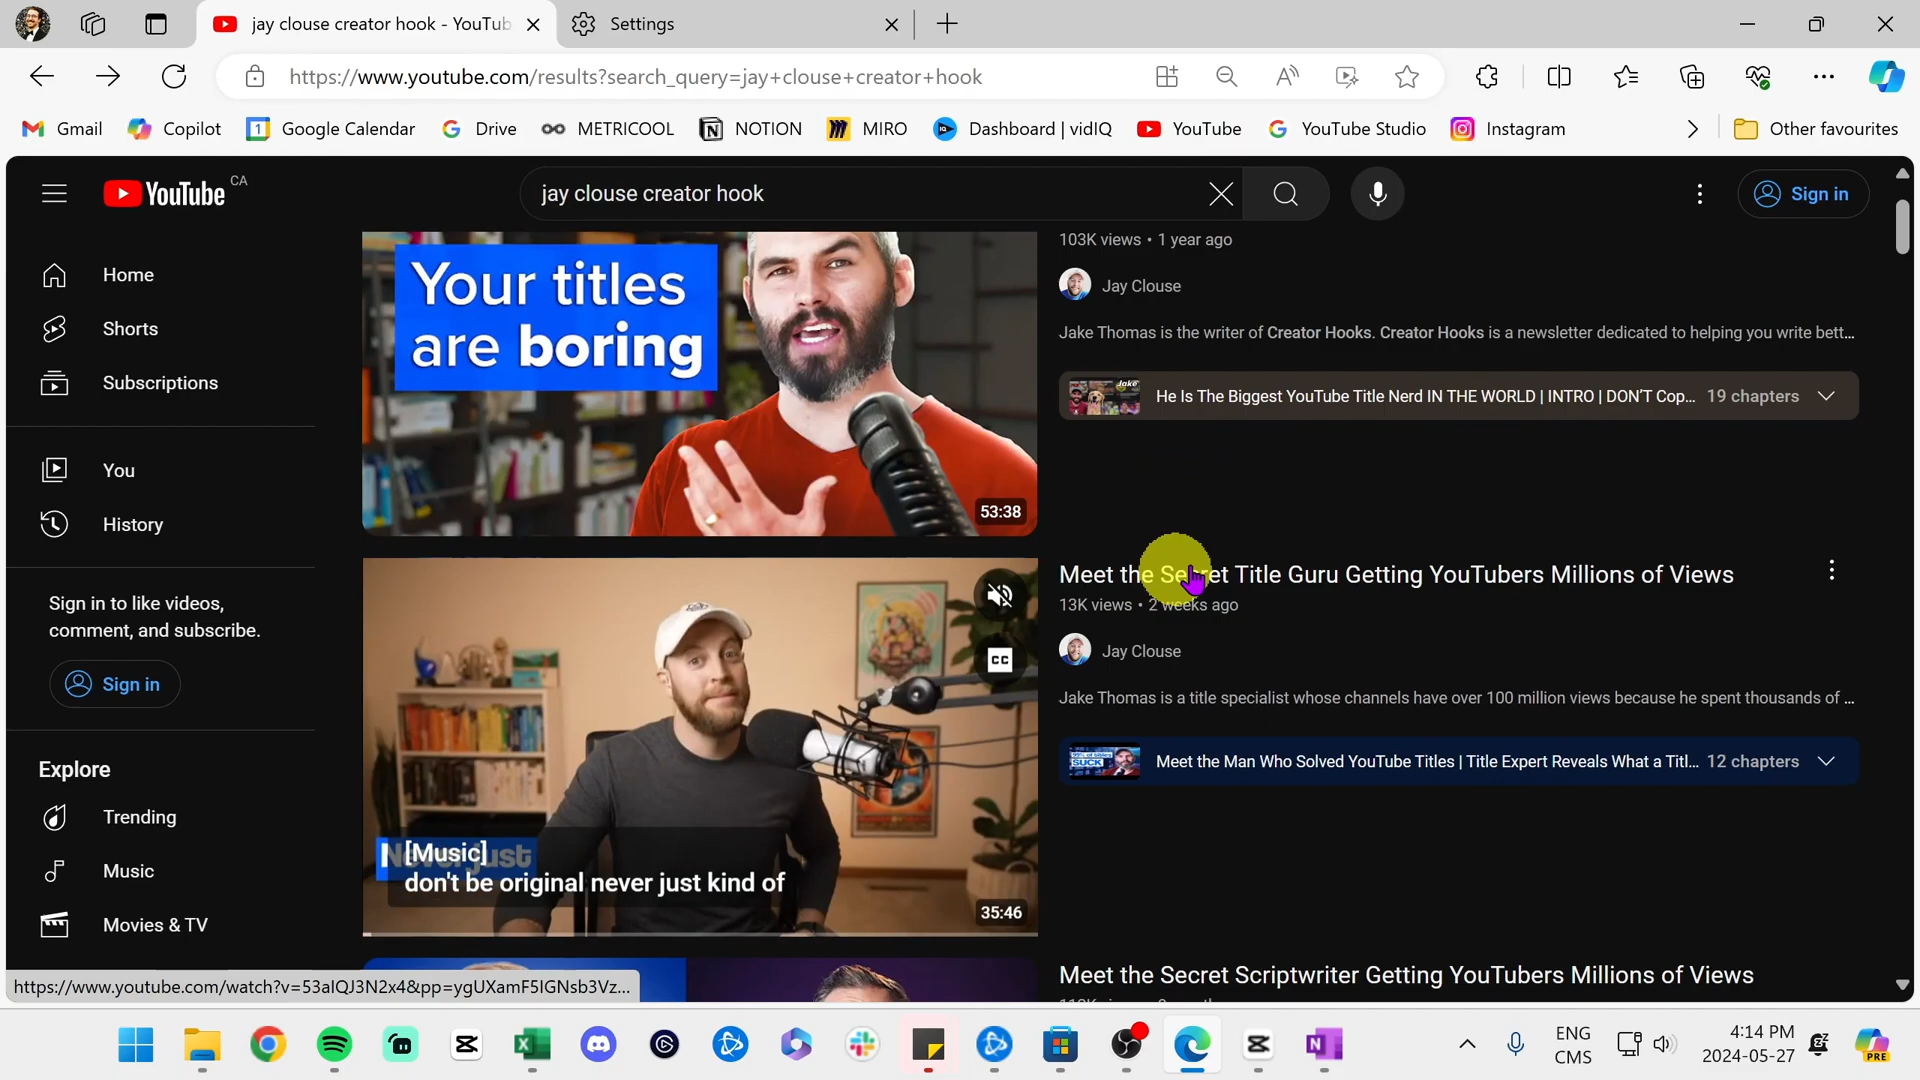 jay clouse creator hook - YouTub
Settings
https://www.youtube.com/results?search_query=jay+clouse+creator+hook
Gmail
Copilot
Google Calendar
Drive
METRICOOL
NOTION
MIRO
Dashboard | vidIQ
YouTube
YouTube Studio
Instagram
Other favourites
YouTube CA
jay clouse creator hook
Sign in
Home
Shorts
Subscriptions
You
History
Sign in to like videos,
comment, and subscribe.
Sign in
Explore
Trending
Music
Movies & TV
Your titles
are boring
53:38
103K views • 1 year ago
Jay Clouse
Jake Thomas is the writer of Creator Hooks. Creator Hooks is a newsletter dedicated to helping you write bett...
He Is The Biggest YouTube Title Nerd IN THE WORLD | INTRO | DON'T Cop... 19 chapters
CC
[Music]
don't be original never just kind of
35:46
Meet the Secret Title Guru Getting YouTubers Millions of Views
13K views • 2 weeks ago
Jay Clouse
Jake Thomas is a title specialist whose channels have over 100 million views because he spent thousands of ...
SUCK
Meet the Man Who Solved YouTube Titles | Title Expert Reveals What a Titl... 12 chapters
Meet the Secret Scriptwriter Getting YouTubers Millions of Views
https://www.youtube.com/watch?v=53alQJ3N2x4&pp=ygUXamF5IGNsb3Vz...
ENG
CMS
4:14 PM
2024-05-27
PRE